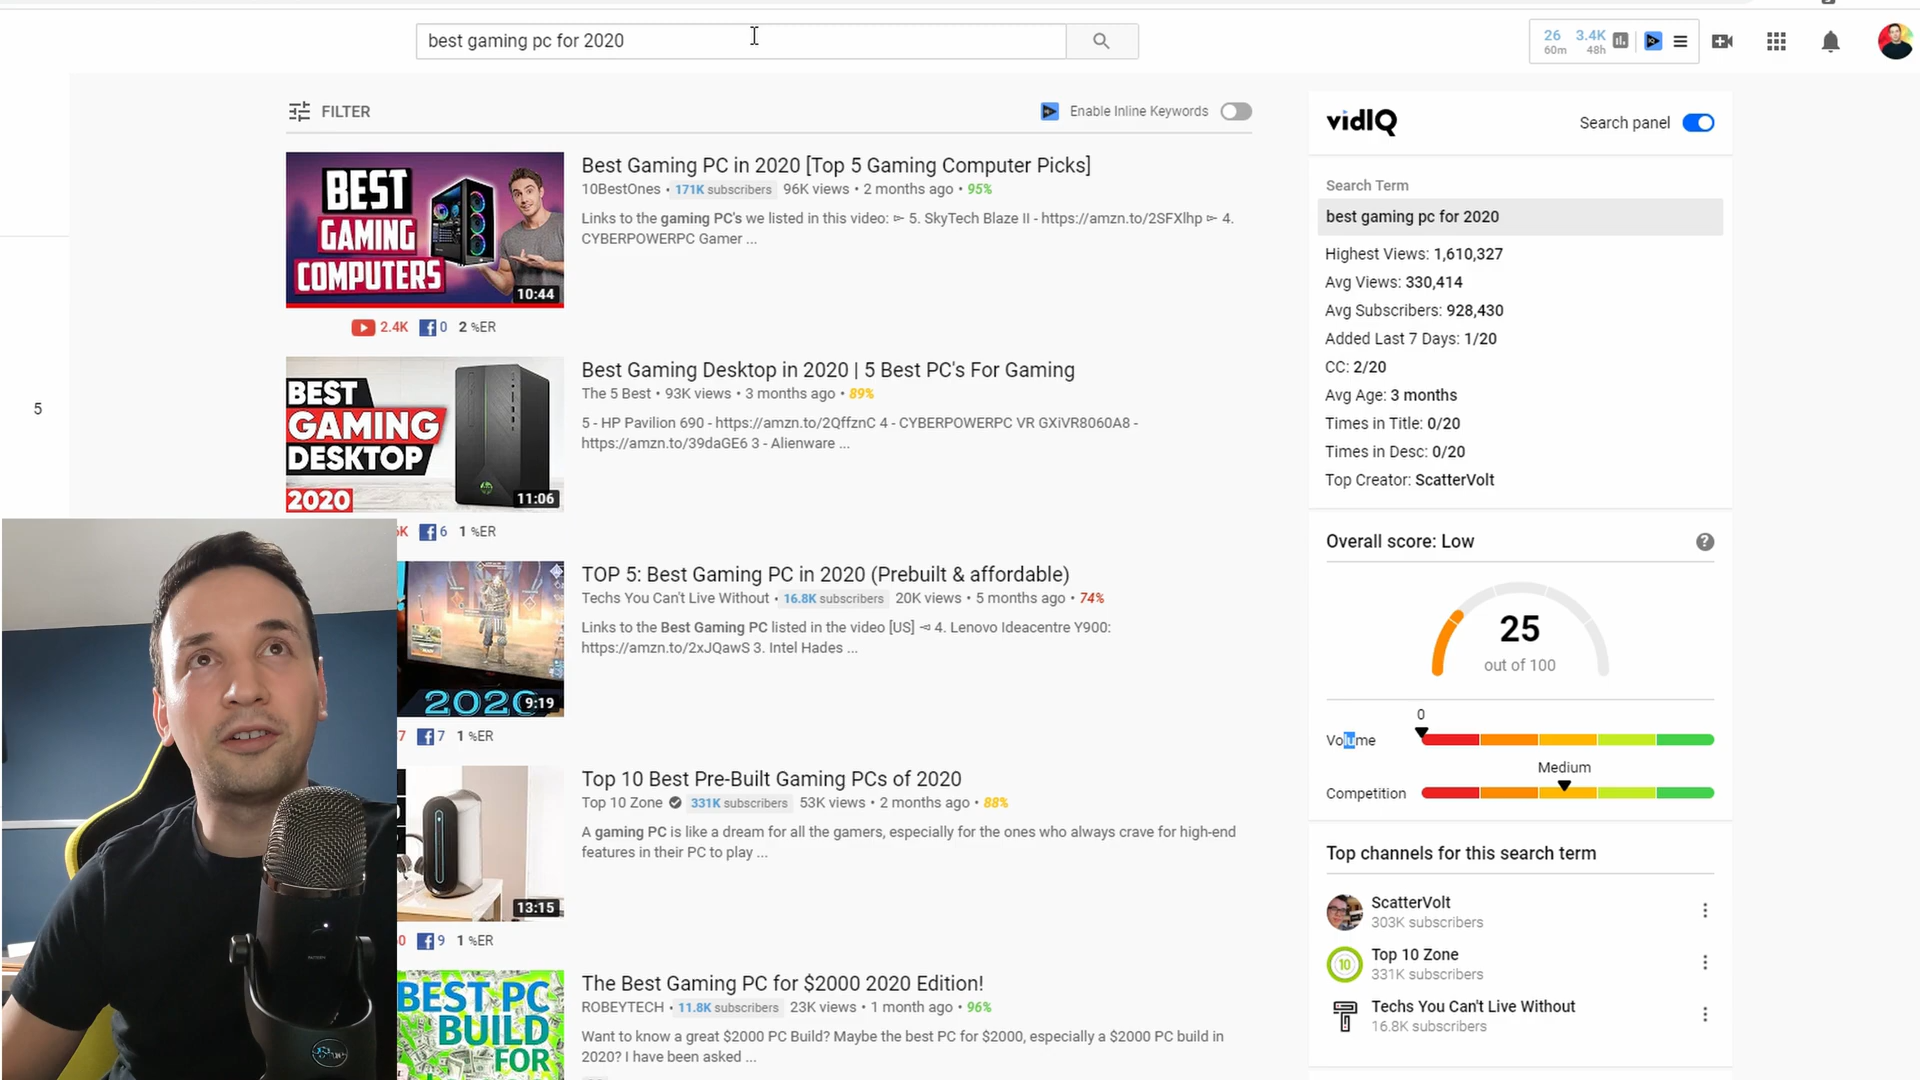 best gaming pc for 2020
26 3.4K
60m 48h
FILTER
Enable Inline Keywords
BEST
GAMING
COMPUTERS
10:44
2.4K 0 2 %ER
Best Gaming PC in 2020 [Top 5 Gaming Computer Picks]
10BestOnes • 171K subscribers 96K views • 2 months ago • 95%
Links to the gaming PC's we listed in this video: ⊳ 5. SkyTech Blaze II - https://amzn.to/2SFXlhp ⊳ 4.
CYBERPOWERPC Gamer ...
5
BEST
GAMING
DESKTOP
2020
11:06
K 6 1 %ER
Best Gaming Desktop in 2020 | 5 Best PC's For Gaming
The 5 Best • 93K views • 3 months ago • 89%
5 - HP Pavilion 690 - https://amzn.to/2QffznC 4 - CYBERPOWERPC VR GXiVR8060A8 -
https://amzn.to/39daGE6 3 - Alienware ...
2020
9:19
7 7 1 %ER
TOP 5: Best Gaming PC in 2020 (Prebuilt & affordable)
Techs You Can't Live Without • 16.8K subscribers 20K views • 5 months ago • 74%
Links to the Best Gaming PC listed in the video [US] ⊲ 4. Lenovo Ideacentre Y900:
https://amzn.to/2xJQawS 3. Intel Hades ...
13:15
0 9 1 %ER
Top 10 Best Pre-Built Gaming PCs of 2020
Top 10 Zone 331K subscribers 53K views • 2 months ago • 88%
A gaming PC is like a dream for all the gamers, especially for the ones who always crave for high-end
features in their PC to play ...
BEST PC
BUILD
FOR
The Best Gaming PC for $2000 2020 Edition!
ROBEYTECH • 11.8K subscribers 23K views • 1 month ago • 96%
Want to know a great $2000 PC Build? Maybe the best PC for $2000, especially a $2000 PC build in
2020? I have been asked ...
vidIQ
Search panel
Search Term
best gaming pc for 2020
Highest Views: 1,610,327
Avg Views: 330,414
Avg Subscribers: 928,430
Added Last 7 Days: 1/20
CC: 2/20
Avg Age: 3 months
Times in Title: 0/20
Times in Desc: 0/20
Top Creator: ScatterVolt
Overall score: Low ?
25
out of 100
0
Volume
Medium
Competition
Top channels for this search term
ScatterVolt
303K subscribers
10
Top 10 Zone
331K subscribers
Techs You Can't Live Without
16.8K subscribers